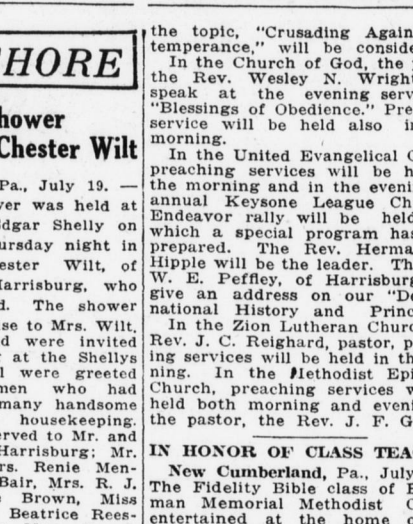 HORE
hower
Chester Wilt
Pa., July 19. —
ver was held at
dgar Shelly on
ursday night in
ester Wilt, of
arrisburg, who
d. The shower
se to Mrs. Wilt,
d were invited
at the Shellys
l were greeted
men who had
many handsome
housekeeping.
erved to Mr. and
Harrisburg; Mr.
rs. Renie Men-
Bair, Mrs. R. J.
Brown, Miss
Beatrice Rees-
the topic, "Crusading Again
temperance," will be conside
In the Church of God, the
the Rev. Wesley N. Wright
speak at the evening serv
"Blessings of Obedience." Pre
service will be held also i
morning.
In the United Evangelical C
preaching services will be h
the morning and in the eveni
annual Keysone League Ch
Endeavor rally will be held
which a special program has
prepared. The Rev. Herma
Hipple will be the leader. Th
W. E. Peffley, of Harrisburg
give an address on our "De
national History and Princ
In the Zion Lutheran Churc
Rev. J. C. Reighard, pastor, p
ing services will be held in th
ning. In the Methodist Epi
Church, preaching services w
held both morning and eveni
the pastor, the Rev. J. F. G
IN HONOR OF CLASS TEA
New Cumberland, Pa., July
The Fidelity Bible class of B
man Memorial Methodist
entertained at the home